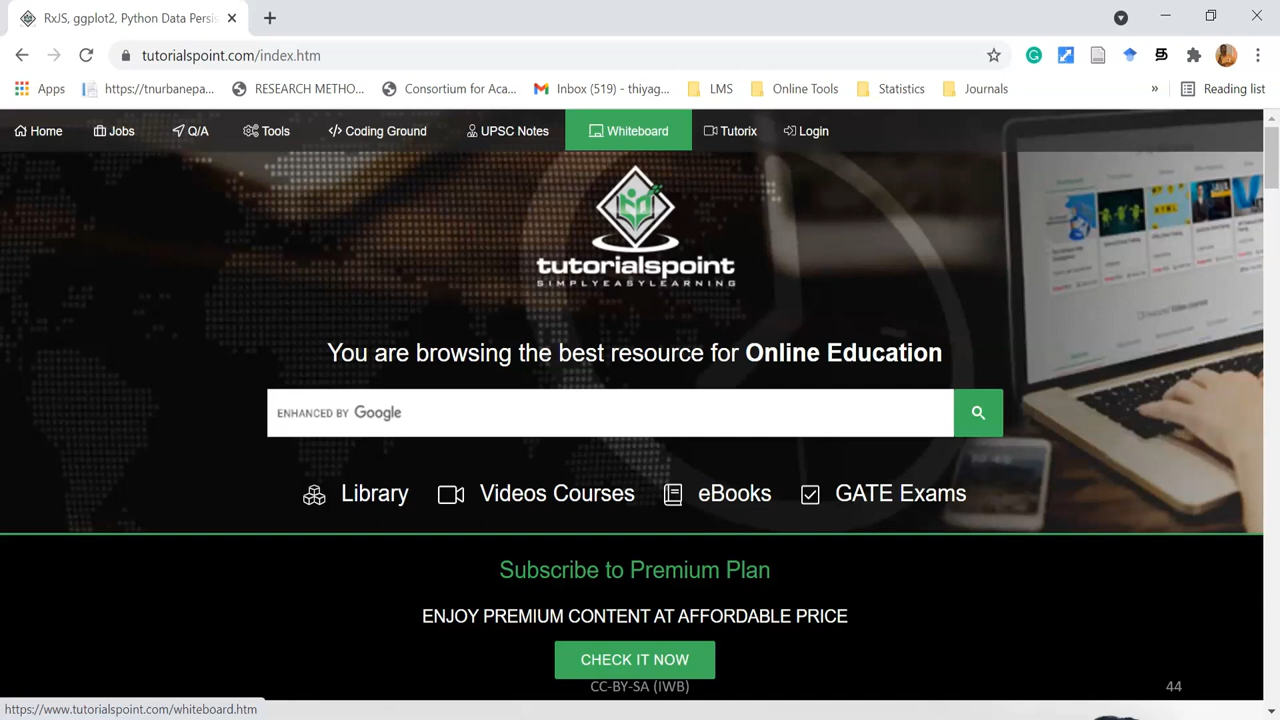 RxJS, ggplot2, Python Data Persis
tutorialspoint.com/index.htm
Apps https://tnurbanepa... RESEARCH METHO... Consortium for Aca... Inbox (519) - thiyag... LMS Online Tools Statistics Journals » Reading list
Home Jobs Q/A Tools Coding Ground UPSC Notes Whiteboard Tutorix Login
tutorialspoint
SIMPLYEASYLEARNING
You are browsing the best resource for Online Education
ENHANCED BY Google
Library Videos Courses eBooks GATE Exams
Subscribe to Premium Plan
ENJOY PREMIUM CONTENT AT AFFORDABLE PRICE
CHECK IT NOW
CC-BY-SA (IWB) 44
https://www.tutorialspoint.com/whiteboard.htm